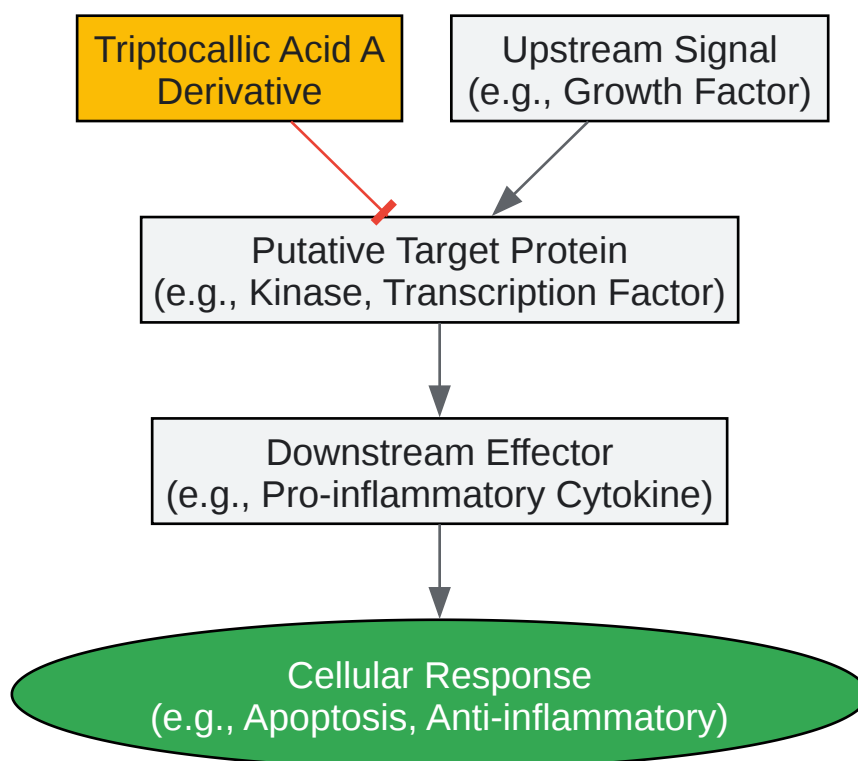 Triptocallic Acid A
Derivative
Upstream Signal
(e.g., Growth Factor)
Putative Target Protein
(e.g., Kinase, Transcription Factor)
Downstream Effector
(e.g., Pro-inflammatory Cytokine)
Cellular Response
(e.g., Apoptosis, Anti-inflammatory)